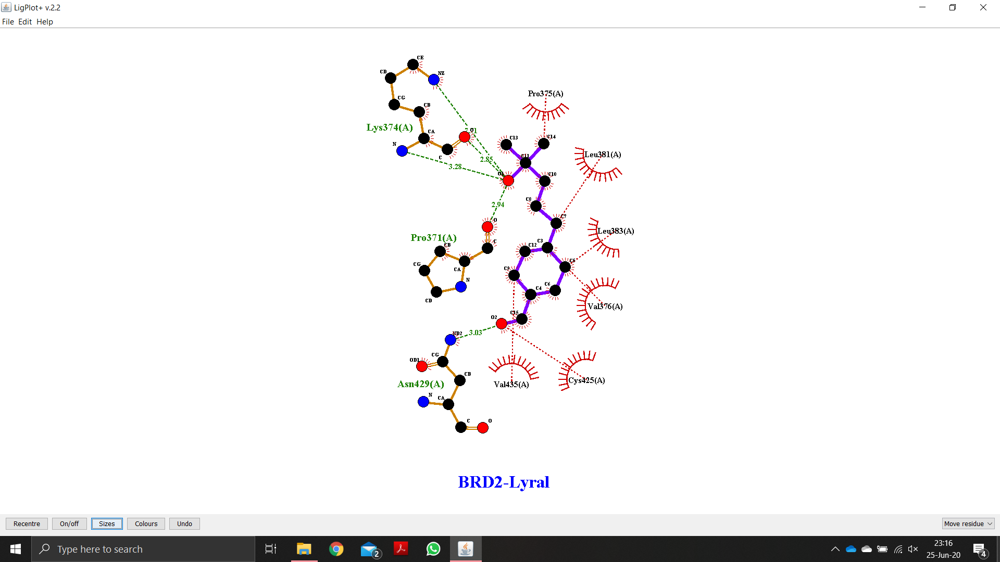 LigPlot+ v.2.2
File Edit Help
CE
CD
NZ
CG
CB
Pro375(A)
Lys374(A)
CA
O
C13
C14
N
C
2.85
C11
Leu381(A)
3.28
C10
C8
2.94
C7
O
Leu383(A)
Pro371(A)
CB
C
C12
C3
C5
CG
CA
C9
N
C4
C6
CD
Val376(A)
O2
C15
ND2
3.03
CG
OD1
CB
Asn429(A)
Val435(A)
Cys425(A)
N
CA
C
O
BRD2-Lyral
Recentre
On/off
Sizes
Colours
Undo
Move residue
Type here to search
2
23:16
25-Jun-20
4